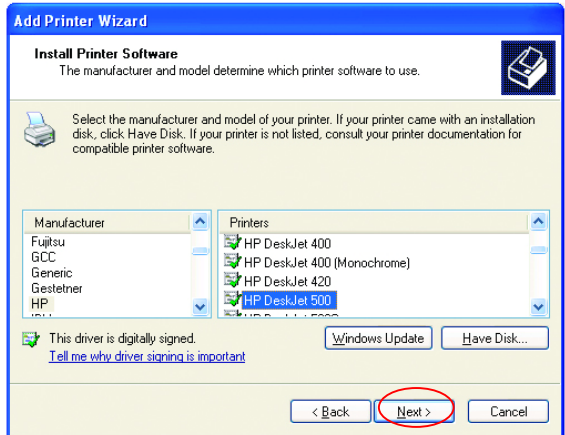 Add Printer Wizard
Install Printer Software
The manufacturer and model determine which printer software to use.
Select the manufacturer and model of your printer. If your printer came with an installation
disk, click Have Disk. If your printer is not listed, consult your printer documentation for
compatible printer software.
Manufacturer
Fujitsu
GCC
Generic
Gestetner
HP
Printers
HP DeskJet 400
HP DeskJet 400 (Monochrome)
HP DeskJet 420
HP DeskJet 500
This driver is digitally signed.
Tell me why driver signing is important
Windows Update
Have Disk...
< Back
Next >
Cancel